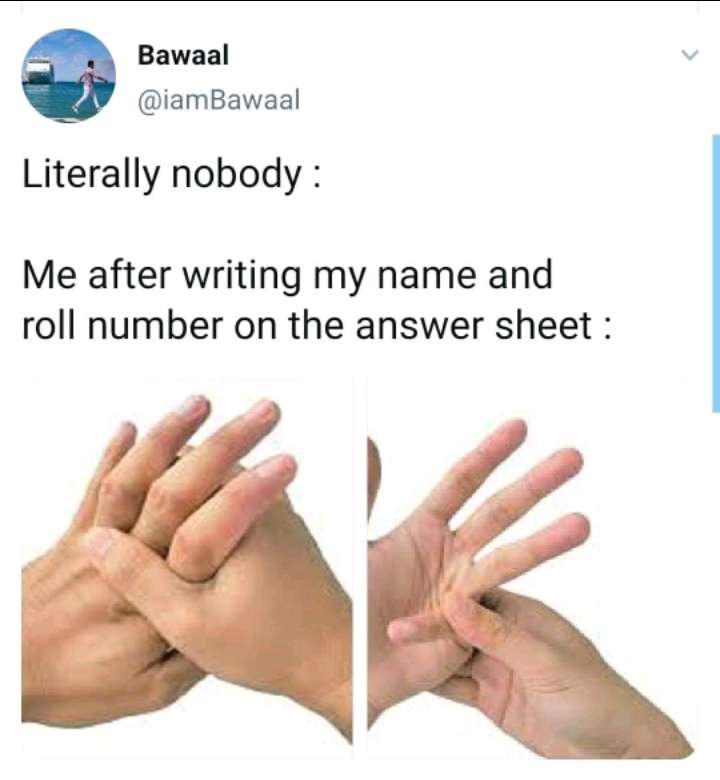 Bawaal
@iamBawaal
Literally nobody :
Me after writing my name and
roll number on the answer sheet :